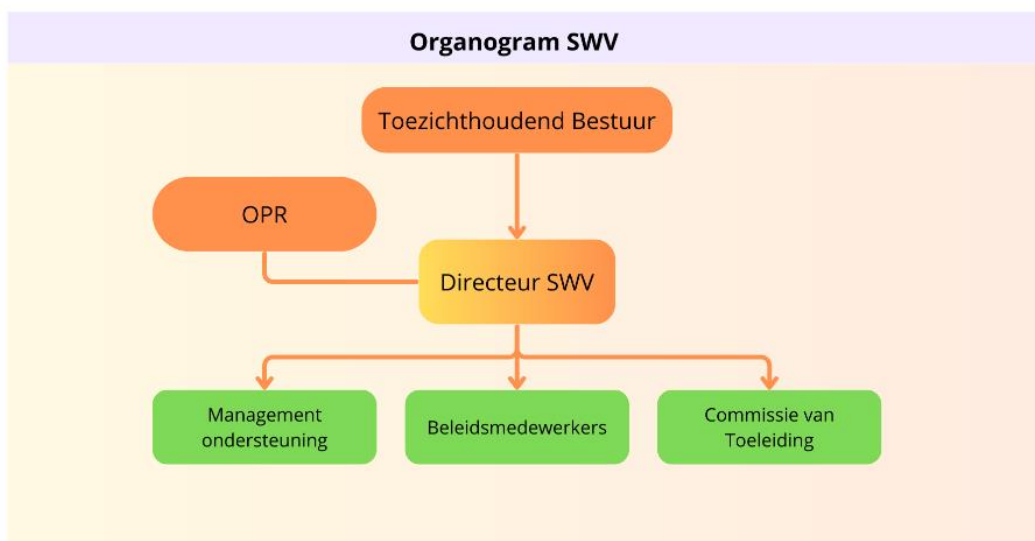 Organogram SWV
Toezichthoudend Bestuur
OPR
Directeur SWV
Management
ondersteuning
Beleidsmedewerkers
Commissie van
Toeleiding